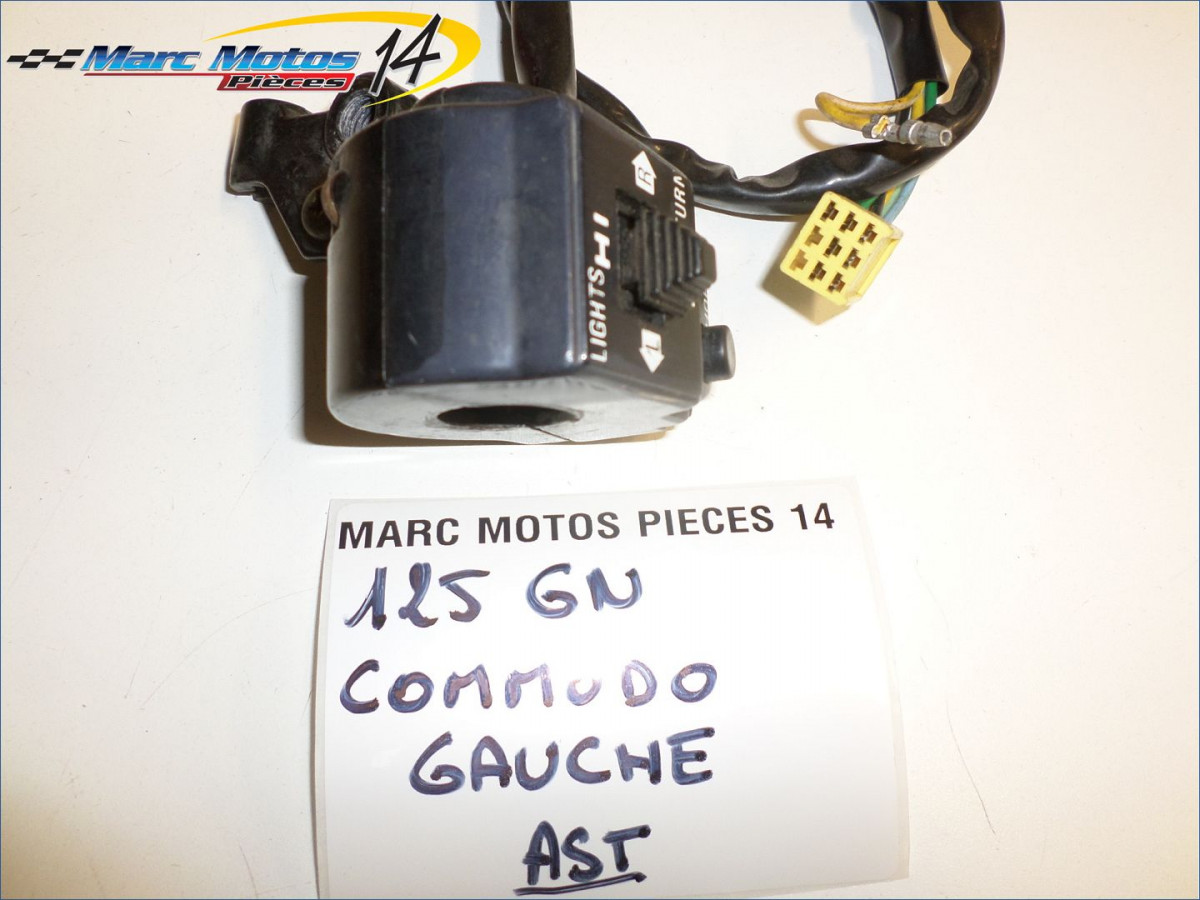 Marc Motos 14
Pièces
R
TURN
HI
LIGHTS
L
MARC MOTOS PIECES 14
125 GN
COMMODO
GAUCHE
AST